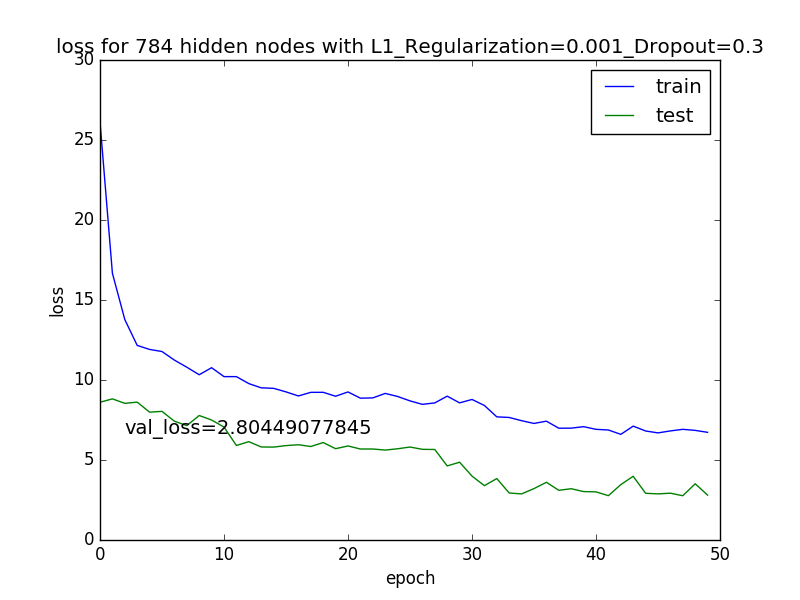 loss for 784 hidden nodes with L1_Regularization=0.001_Dropout=0.3
30
25
20
15
10
5
0
loss
train
test
val_loss=2.80449077845
0 10 20 30 40 50
epoch